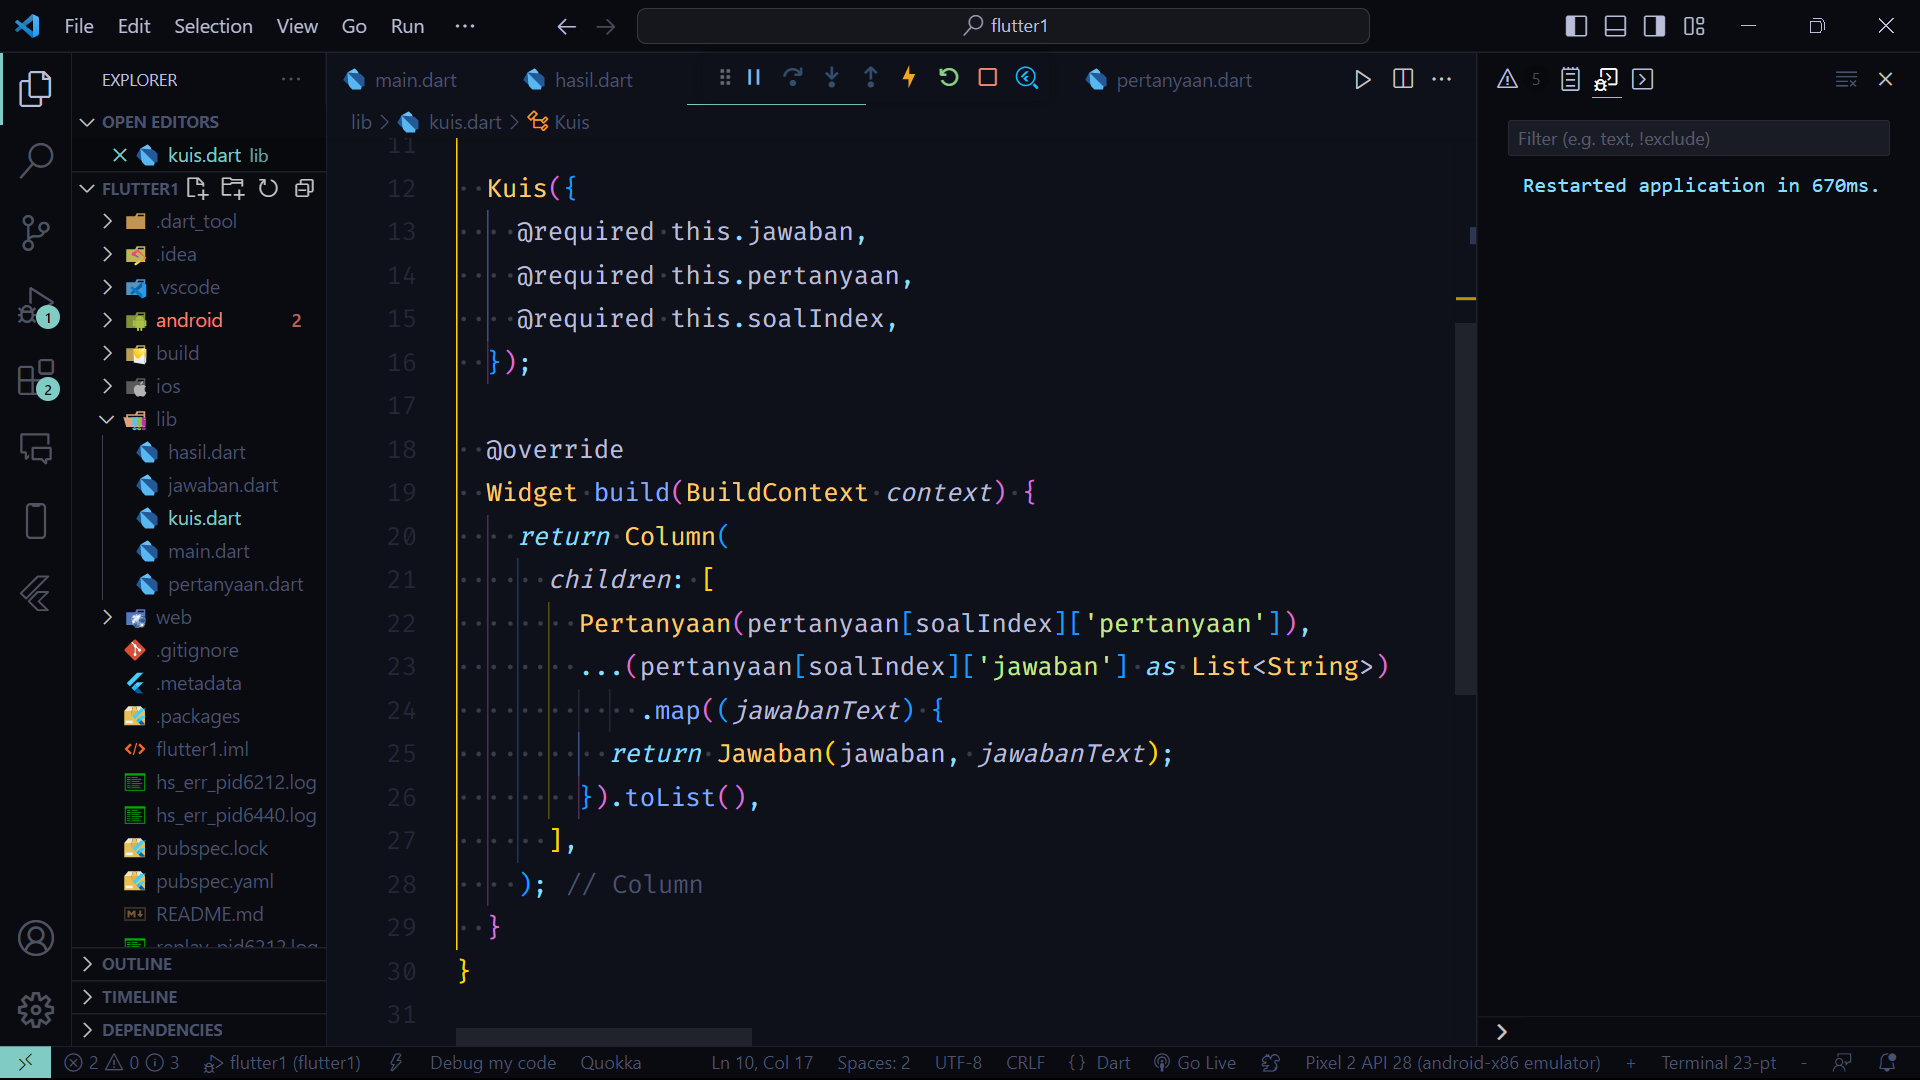 File Edit Selection View Go Run ··· flutter1
EXPLORER ···
OPEN EDITORS
kuis.dart lib
FLUTTER1
.dart_tool
.idea
.vscode
android 2
build
ios
lib
hasil.dart
jawaban.dart
kuis.dart
main.dart
pertanyaan.dart
web
.gitignore
.metadata
.packages
flutter1.iml
hs_err_pid6212.log
hs_err_pid6440.log
pubspec.lock
pubspec.yaml
README.md
replay_pid6212.log
OUTLINE
TIMELINE
DEPENDENCIES
1
2
main.dart hasil.dart pertanyaan.dart
lib > kuis.dart > Kuis
11
12 Kuis({
13 @required this.jawaban,
14 @required this.pertanyaan,
15 @required this.soalIndex,
16 });
17
18 @override
19 Widget build(BuildContext context) {
20 return Column(
21 children: [
22 Pertanyaan(pertanyaan[soalIndex]['pertanyaan']),
23 ...(pertanyaan[soalIndex]['jawaban'] as List<String>)
24 .map((jawabanText) {
25 return Jawaban(jawaban, jawabanText);
26 }).toList(),
27 ],
28 ); // Column
29 }
30 }
31
5
Filter (e.g. text, !exclude)
Restarted application in 670ms.
2 0 3 flutter1 (flutter1) Debug my code Quokka Ln 10, Col 17 Spaces: 2 UTF-8 CRLF {} Dart Go Live Pixel 2 API 28 (android-x86 emulator) + Terminal 23-pt -